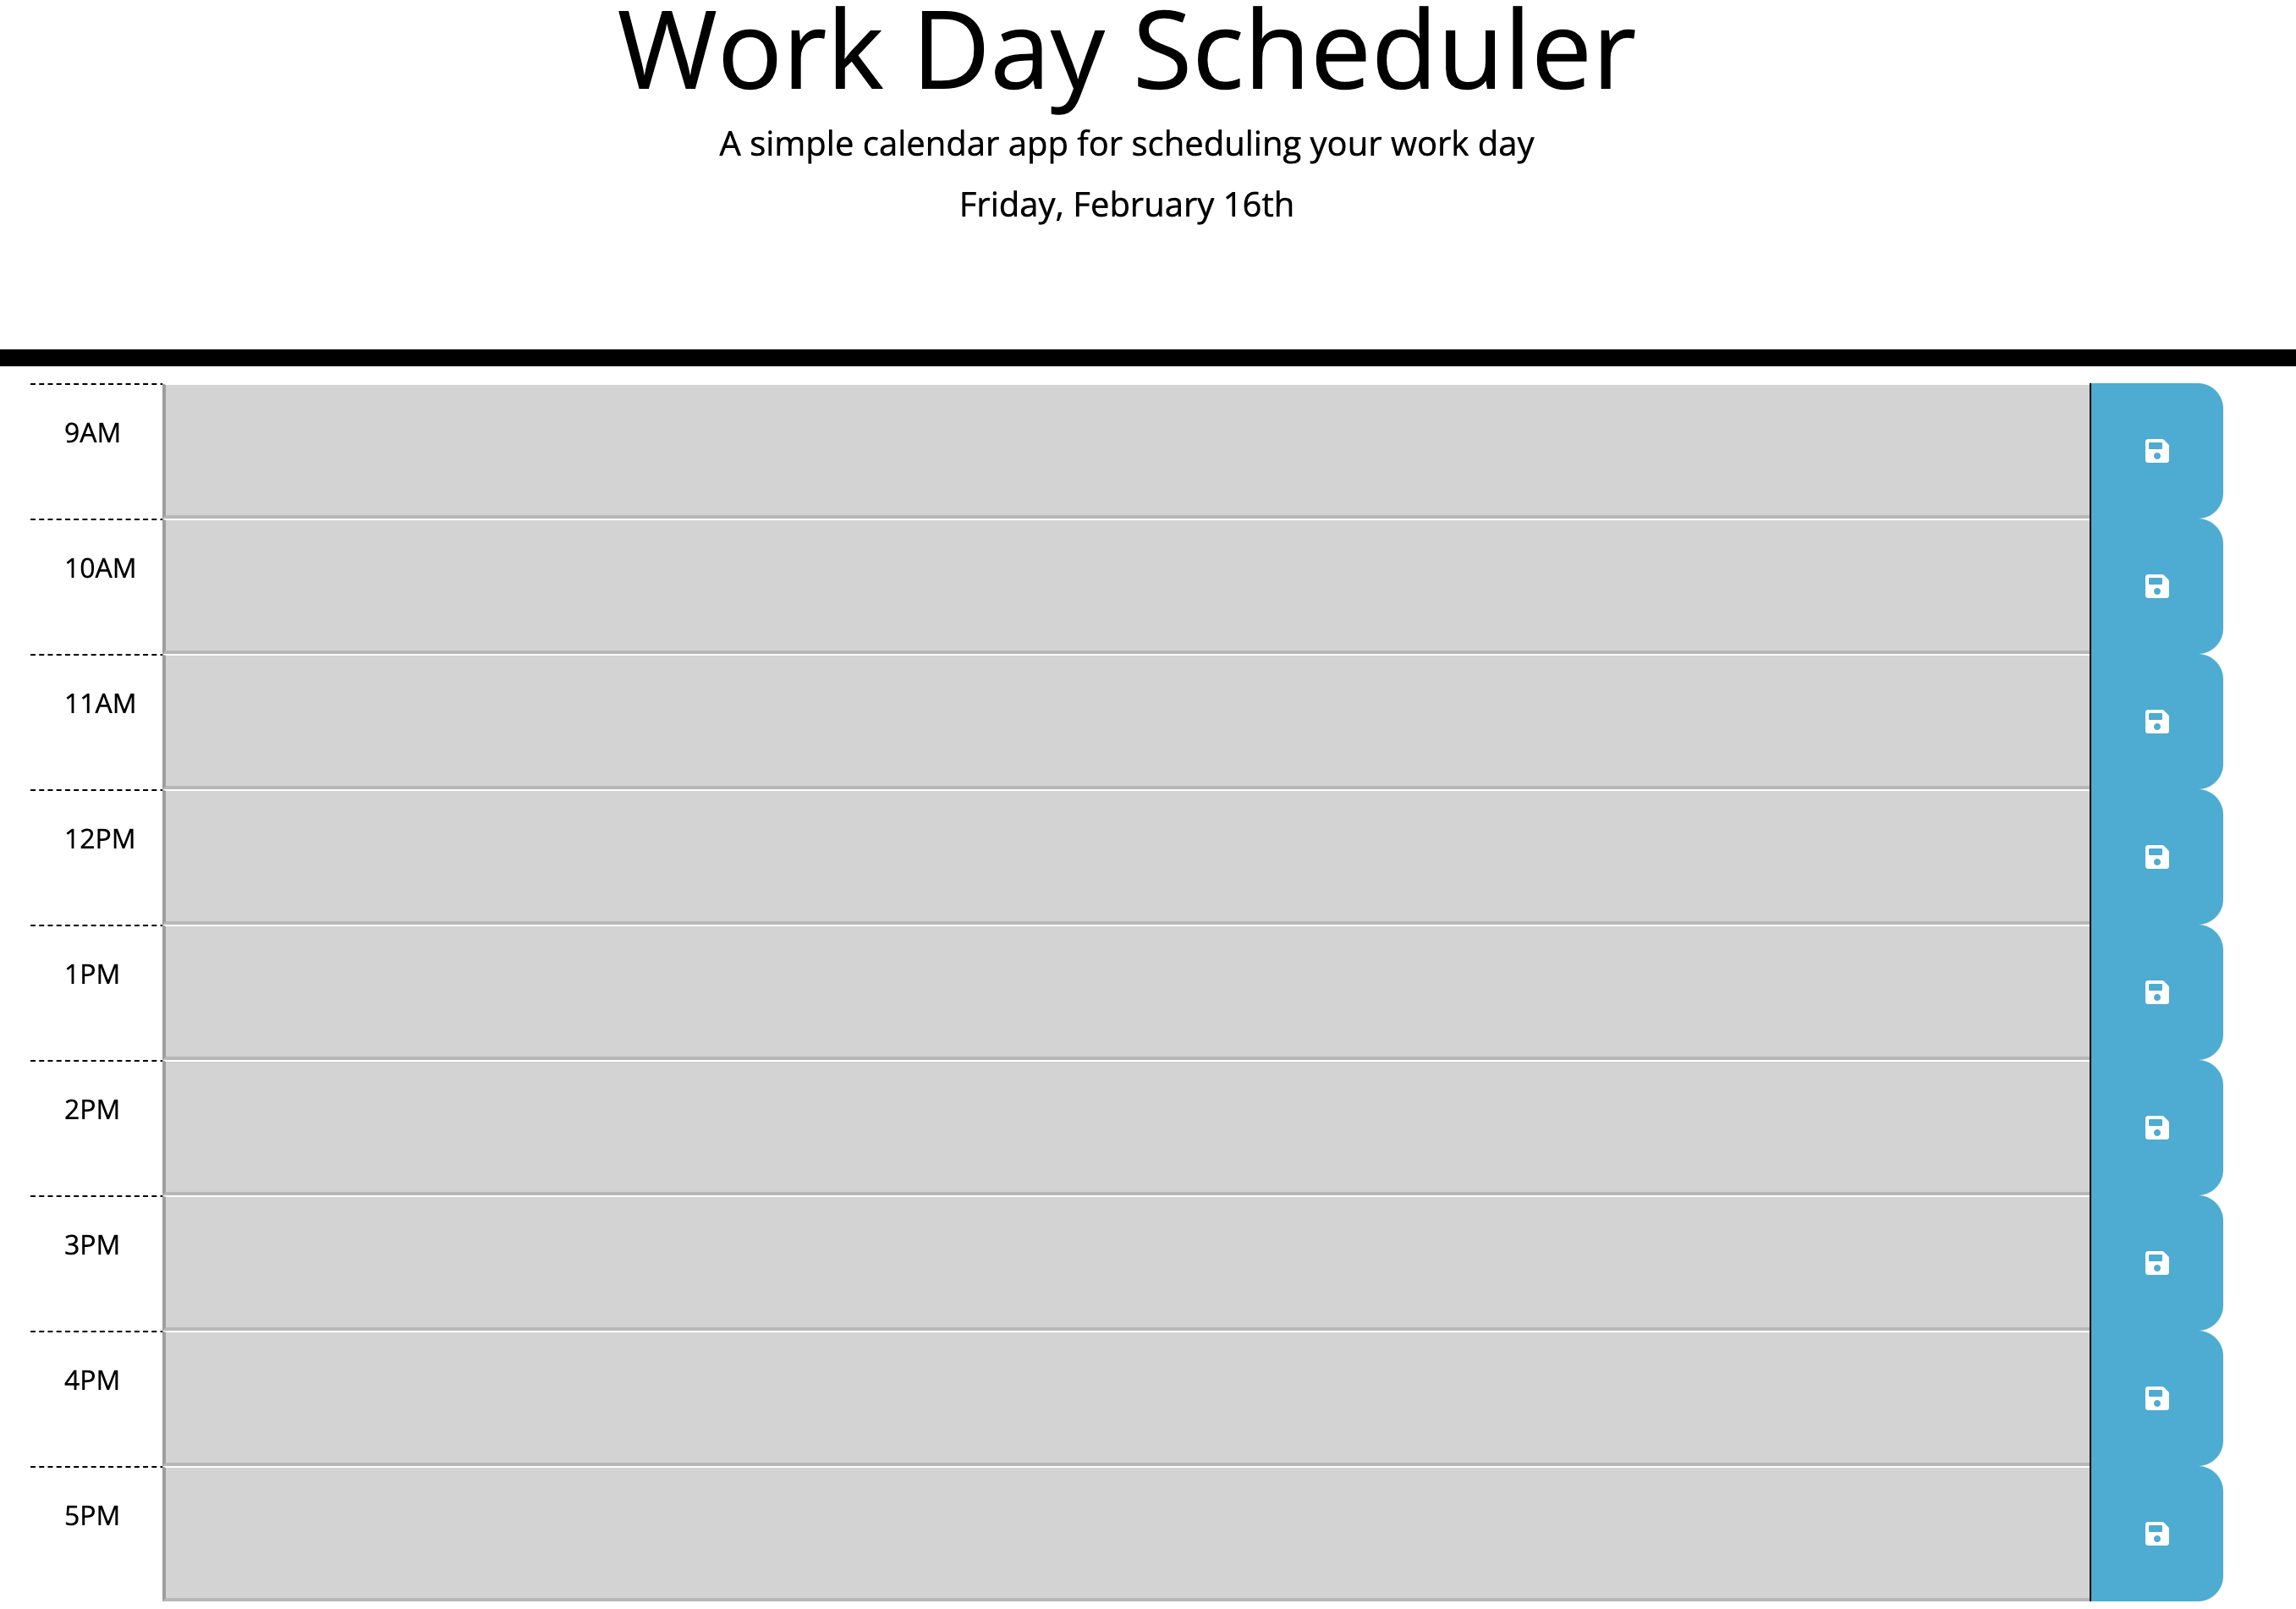 Work Day Scheduler
A simple calendar app for scheduling your work day
Friday, February 16th
9AM
10AM
11AM
12PM
1PM
2PM
3PM
4PM
5PM